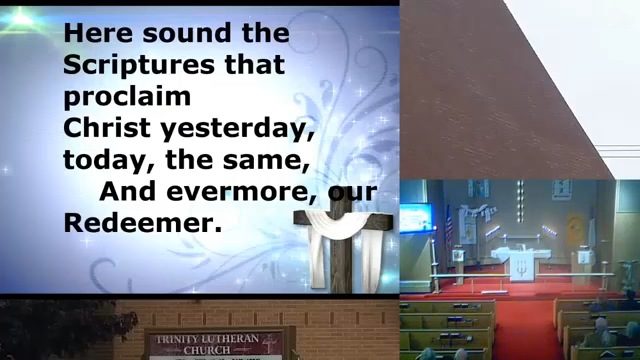 Here sound the
Scriptures that
proclaim
Christ yesterday,
today, the same,
And evermore, our
Redeemer.
TRINITY LUTHERAN
CHURCH